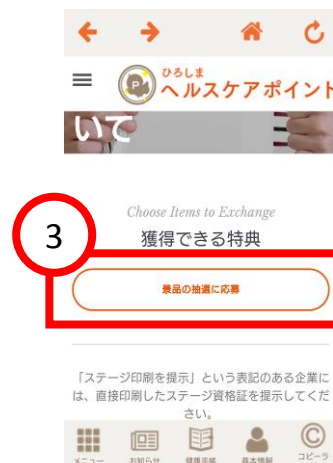 ひろしま
ヘルスケアポイント
いて
Choose Items to Exchange
獲得できる特典
3
景品の抽選に応募
「ステージ印刷を提示」という表記のある企業に
は、直接印刷したステージ資格証を提示してくだ
さい。
メニュー お知らせ 健康手帳 基本情報 コピーラ